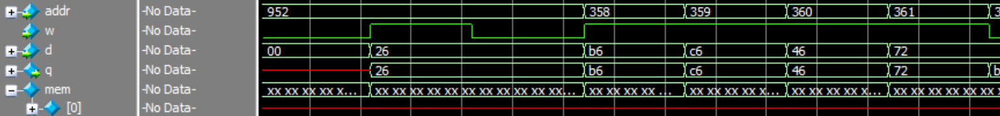 addr -No Data- 952 358 359 360 361 3
w -No Data-
d -No Data- 00 26 b6 c6 46 72
q -No Data- 26 b6 c6 46 72 b
mem -No Data- xx xx xx xx x... xx xx xx xx xx xx xx xx xx xx xx... xx xx xx xx ... xx xx xx xx x... xx xx xx xx x... xx xx xx xx xx xx
[0] -No Data-